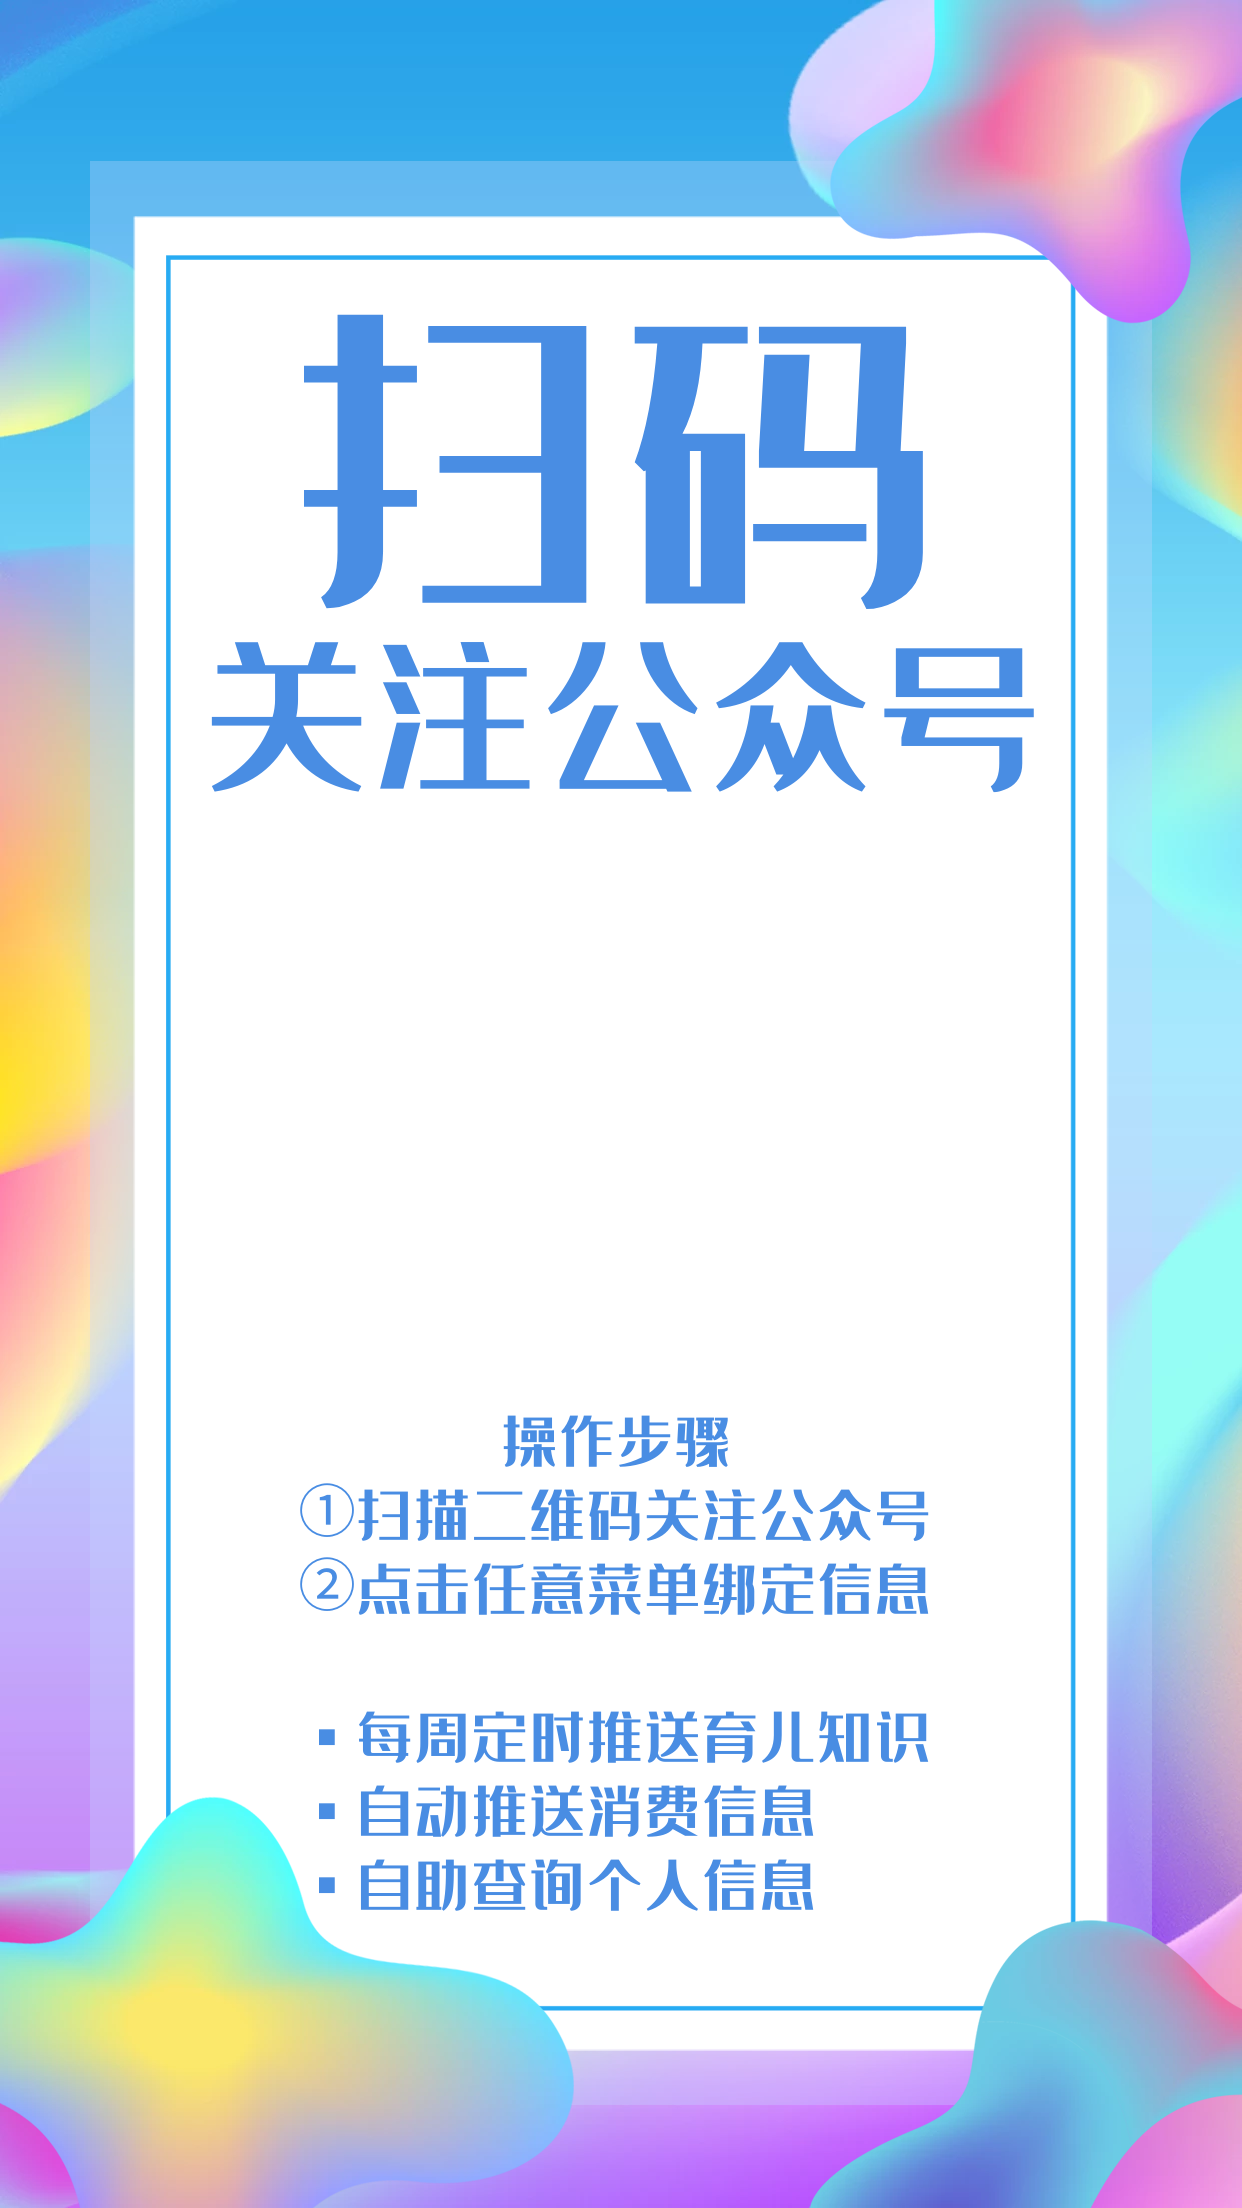 扫码
关注公众号
操作步骤
①扫描二维码关注公众号
②点击任意菜单绑定信息
▪每周定时推送育儿知识
▪自动推送消费信息
▪自助查询个人信息